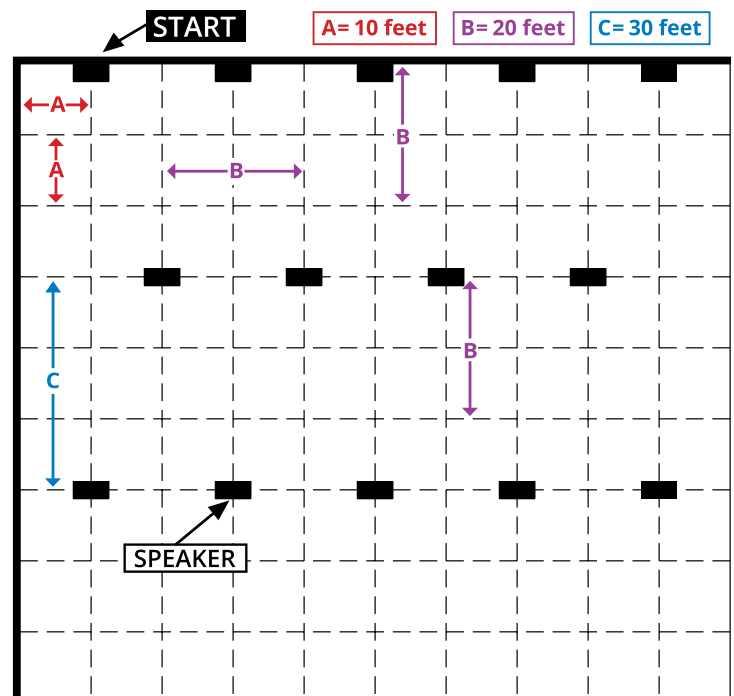 START
A= 10 feet
B= 20 feet
C= 30 feet
A
B
A
B
B
C
SPEAKER